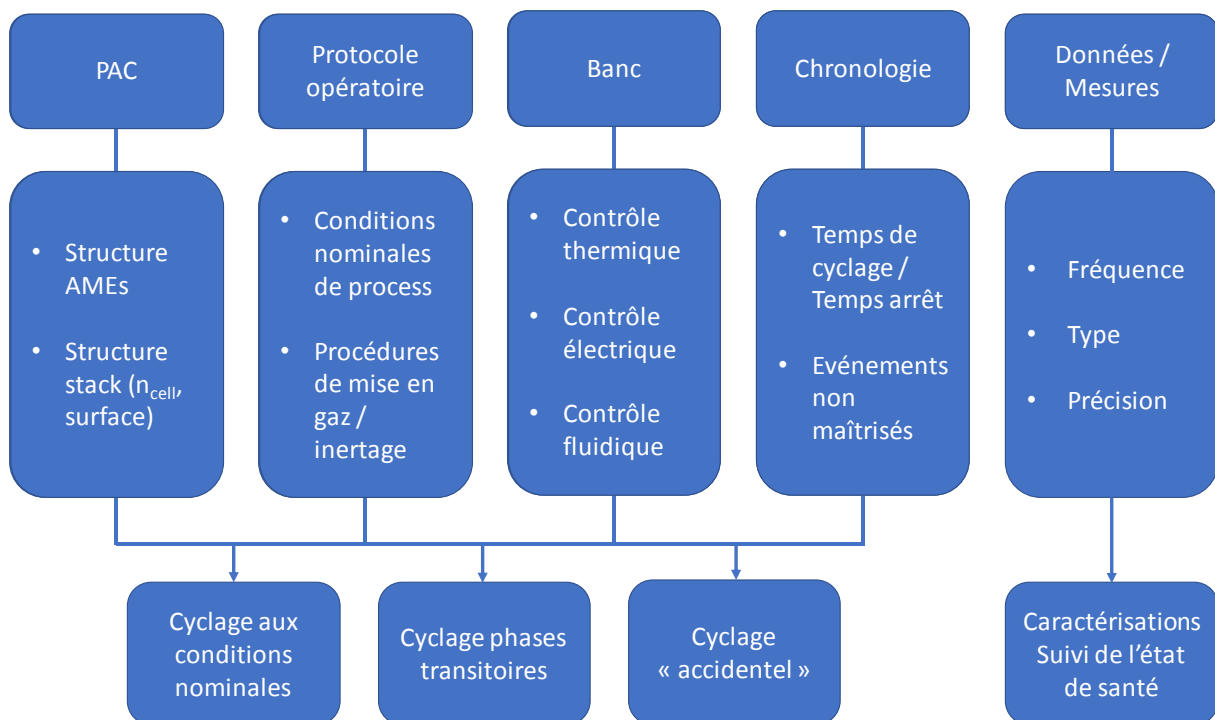 PAC
Protocole
opératoire
Banc
Chronologie
Données /
Mesures
• Structure
AMEs
• Structure
stack (n_cell,
surface)
• Conditions
nominales
de process
• Procédures
de mise en
gaz /
inertage
• Contrôle
thermique
• Contrôle
électrique
• Contrôle
fluidique
• Temps de
cyclage /
Temps arrêt
• Evénements
non
maîtrisés
• Fréquence
• Type
• Précision
Cyclage aux
conditions
nominales
Cyclage phases
transitoires
Cyclage
« accidentel »
Caractérisations
Suivi de l’état
de santé